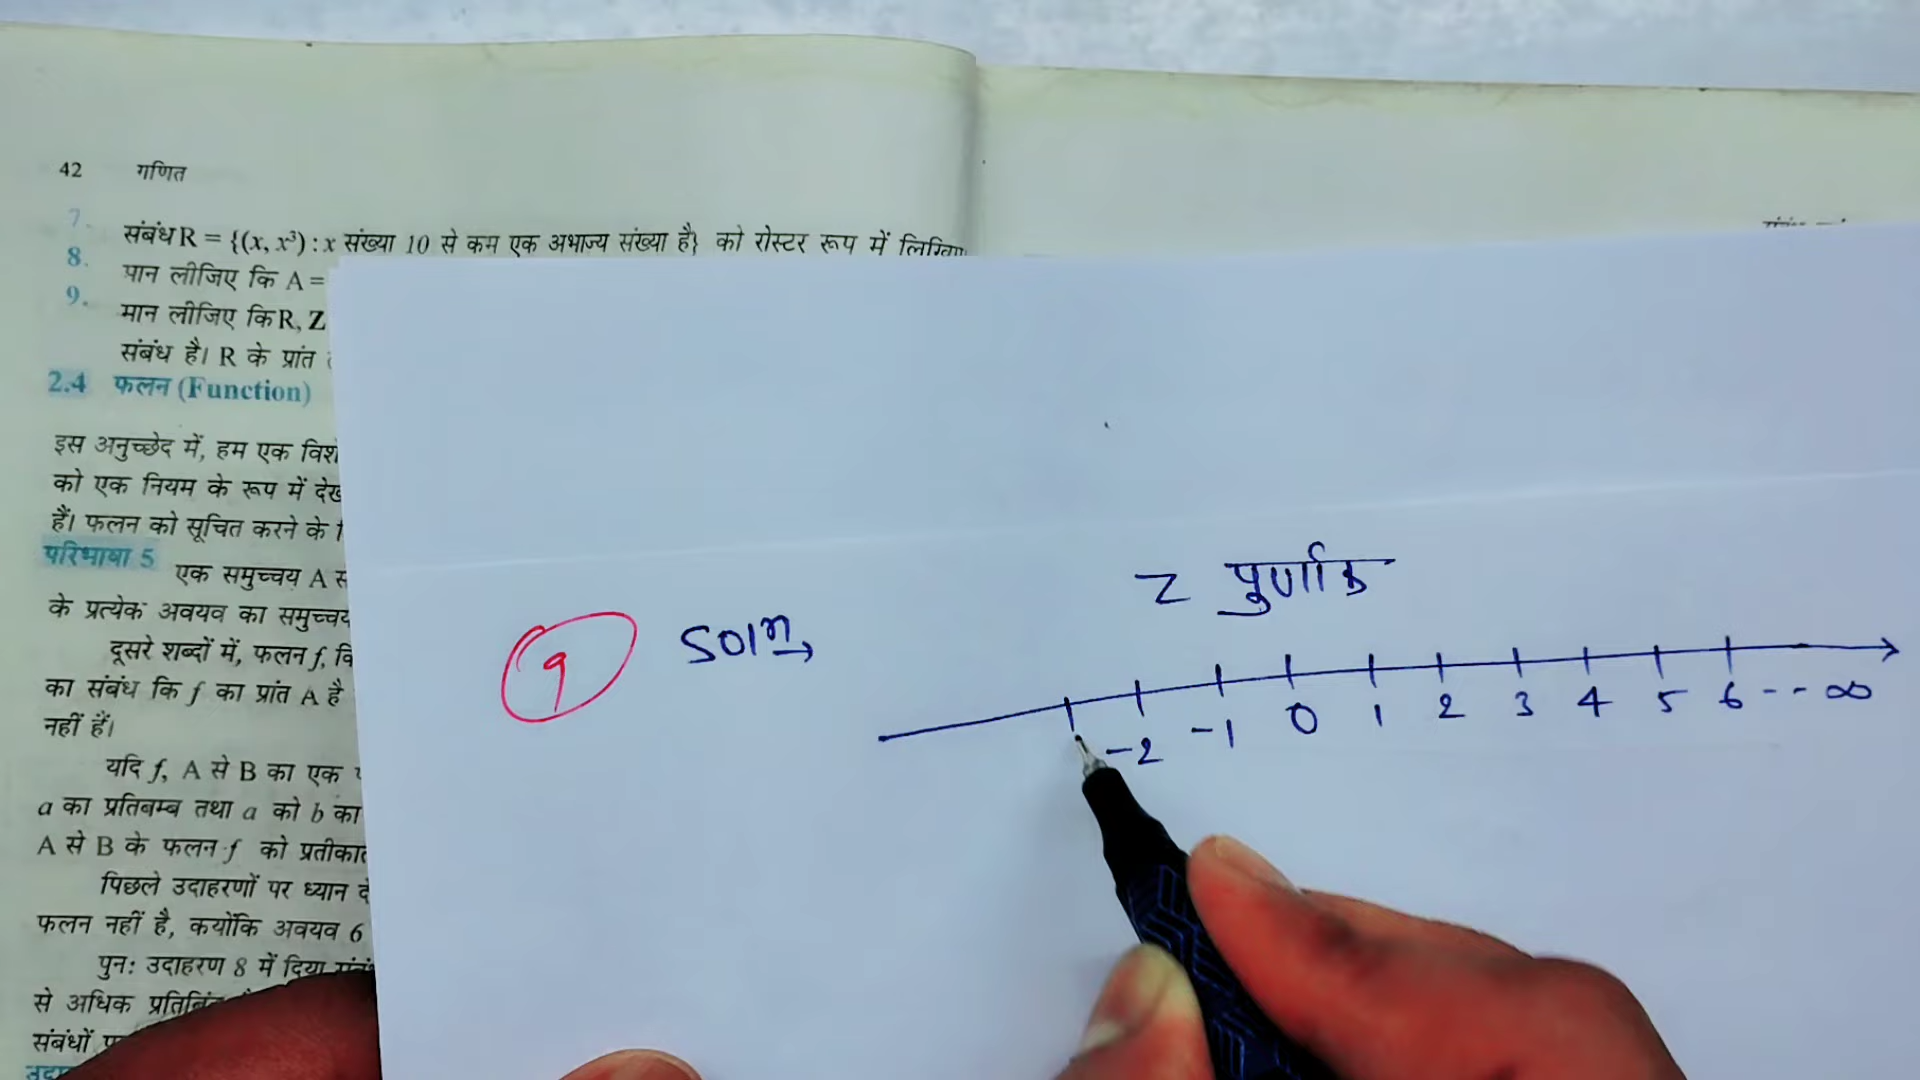 42 गणित
7. संबंध R = {(x, x³) : x संख्या 10 से कम एक अभाज्य संख्या है} को रोस्टर रूप में
8. मान लीजिए कि A =
9. मान लीजिए कि R, Z
संबंध है। R के प्रांत
2.4 फलन (Function)
इस अनुच्छेद में, हम एक
को एक नियम के रूप में
हैं। फलन को सूचित करने के
परिभाषा 5 एक समुच्चय A
के प्रत्येक अवयव का समुच्चय
दूसरे शब्दों में, फलन f,
का संबंध कि f का प्रांत A है
नहीं हैं।
यदि f, A से B का एक
a का प्रतिबिम्ब तथा a को b का
A से B के फलन f को
पिछले उदाहरणों पर ध्यान
फलन नहीं है, क्योंकि अवयव 6
पुन: उदाहरण 8 में दिया
से अधिक
संबंधों
Z पुर्णांक
9 Soln
-2 -1 0 1 2 3 4 5 6 -- ∞